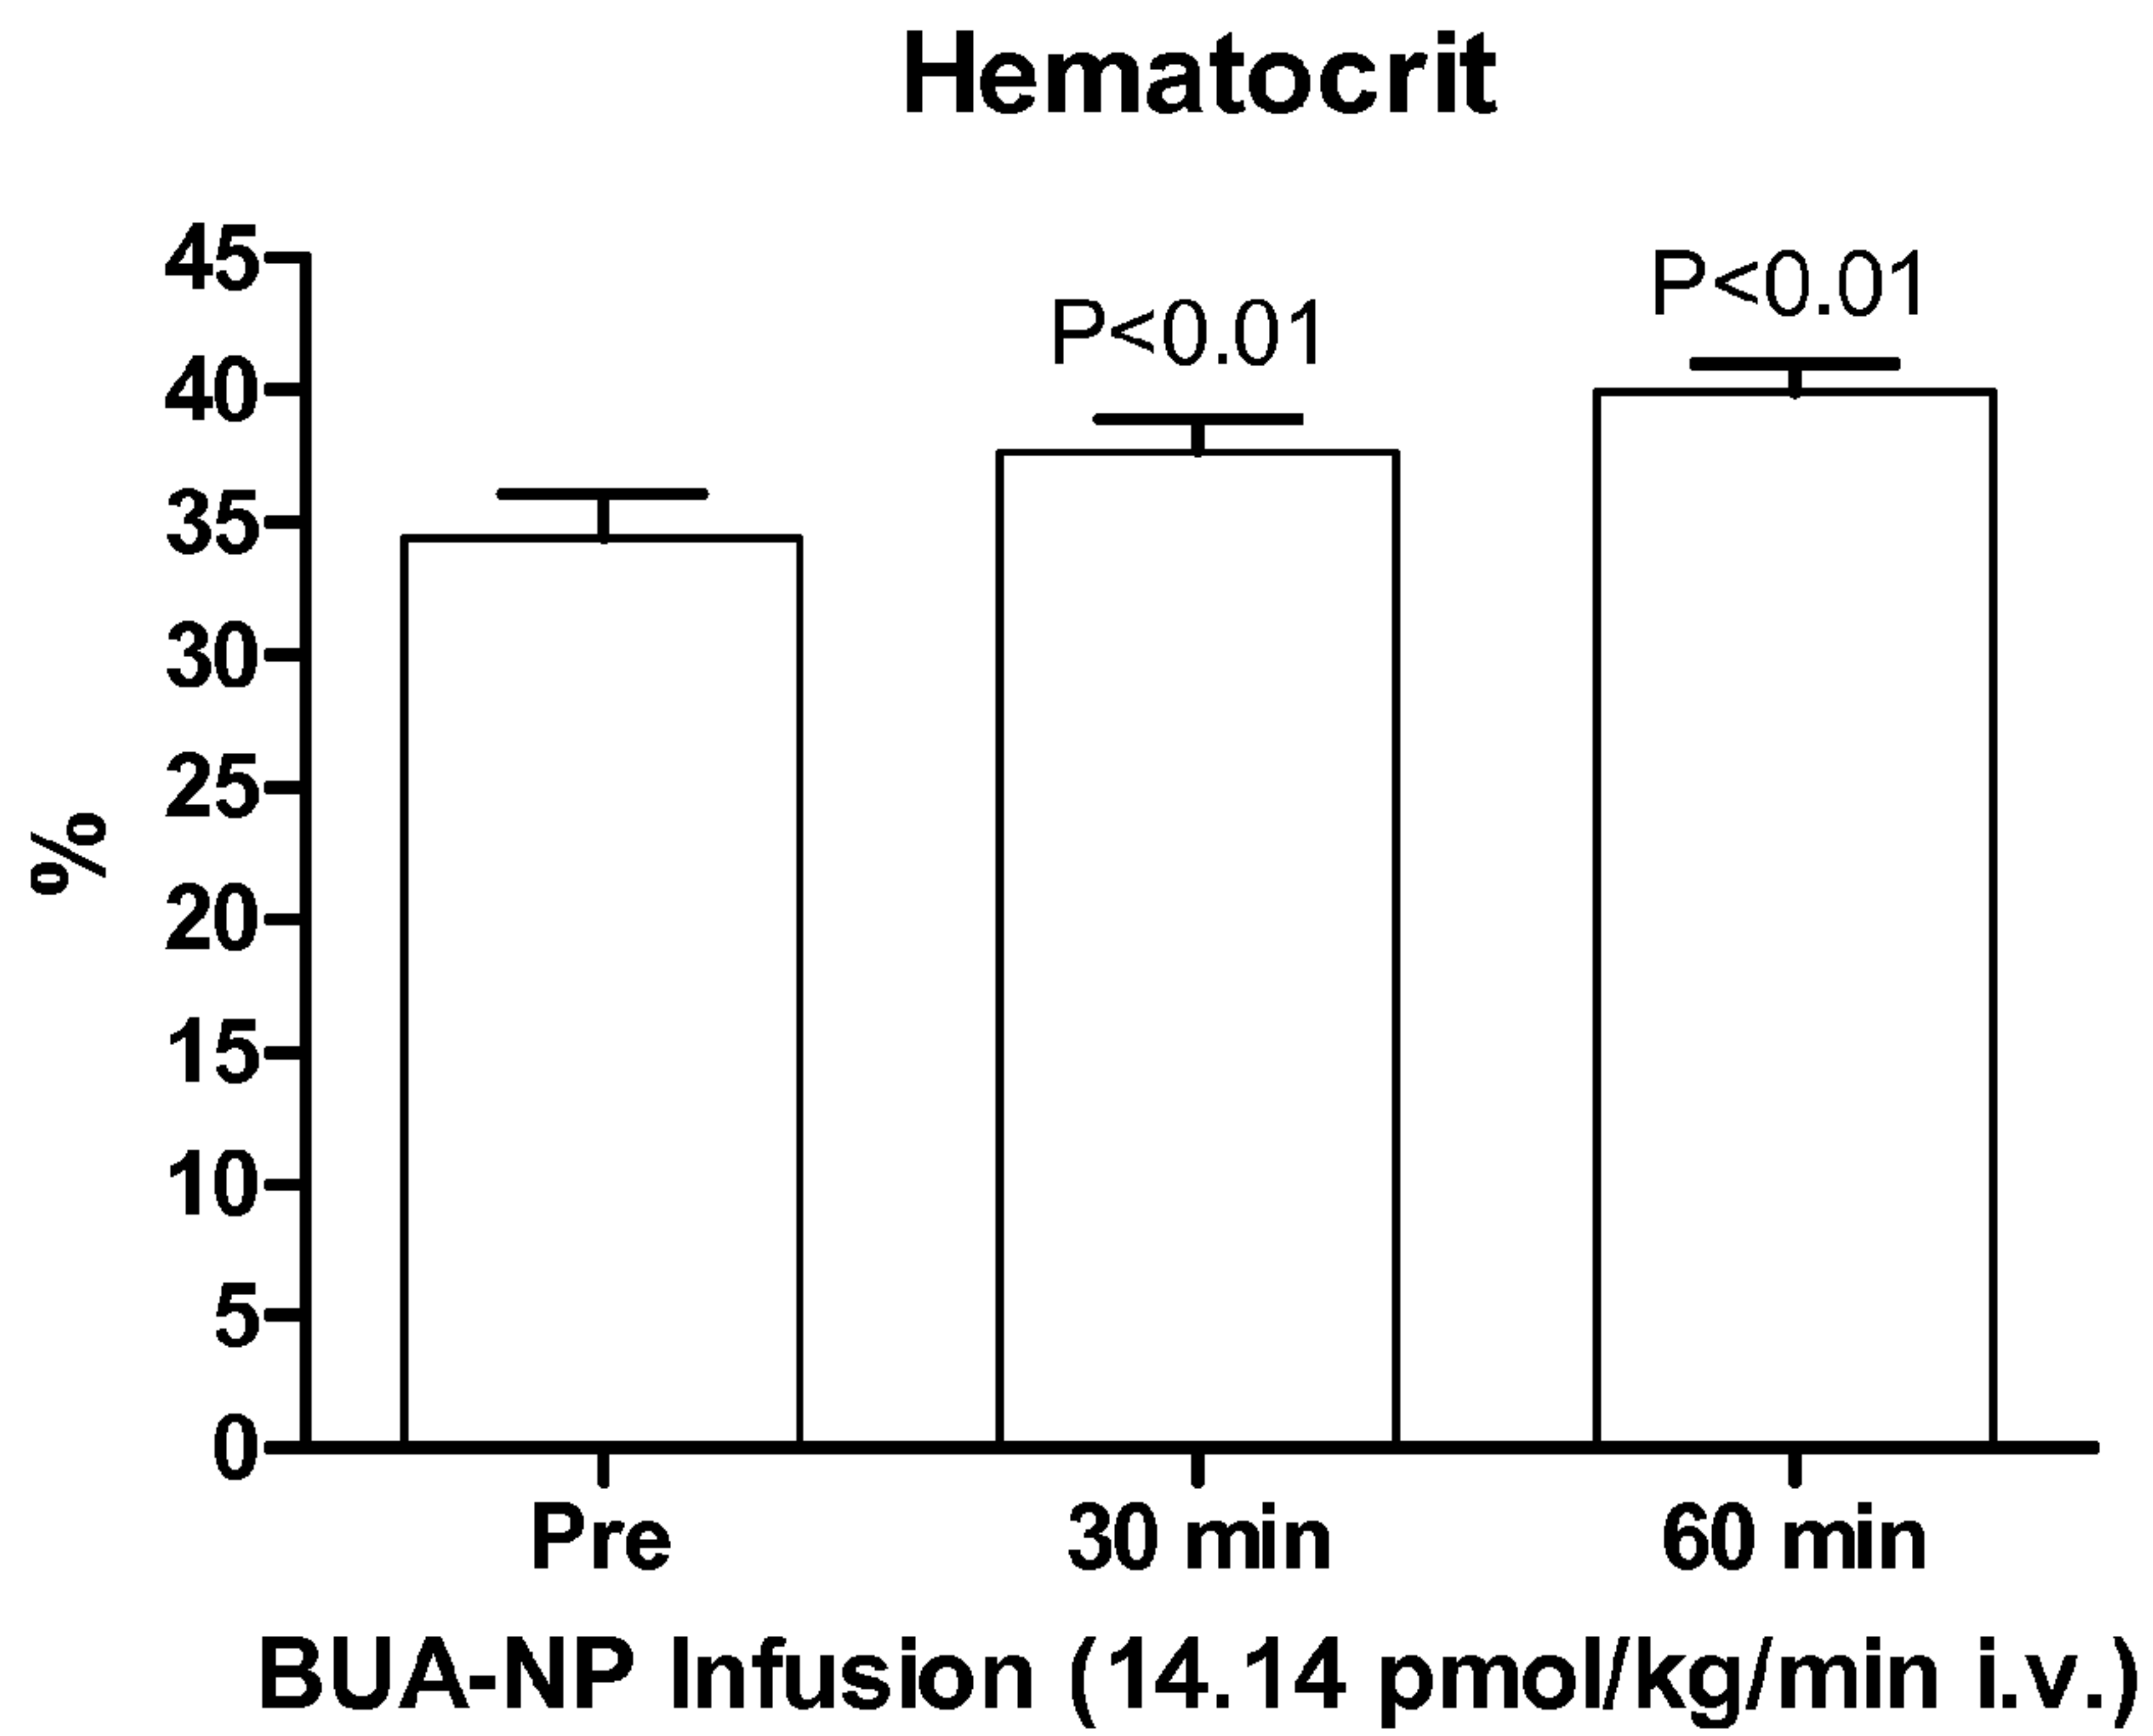 Hematocrit
45
P<0.01
P<0.01
40
35
30
25
%
20
15
10
5
0
Pre 30 min 60 min
BUA-NP Infusion (14.14 pmol/kg/min i.v.)